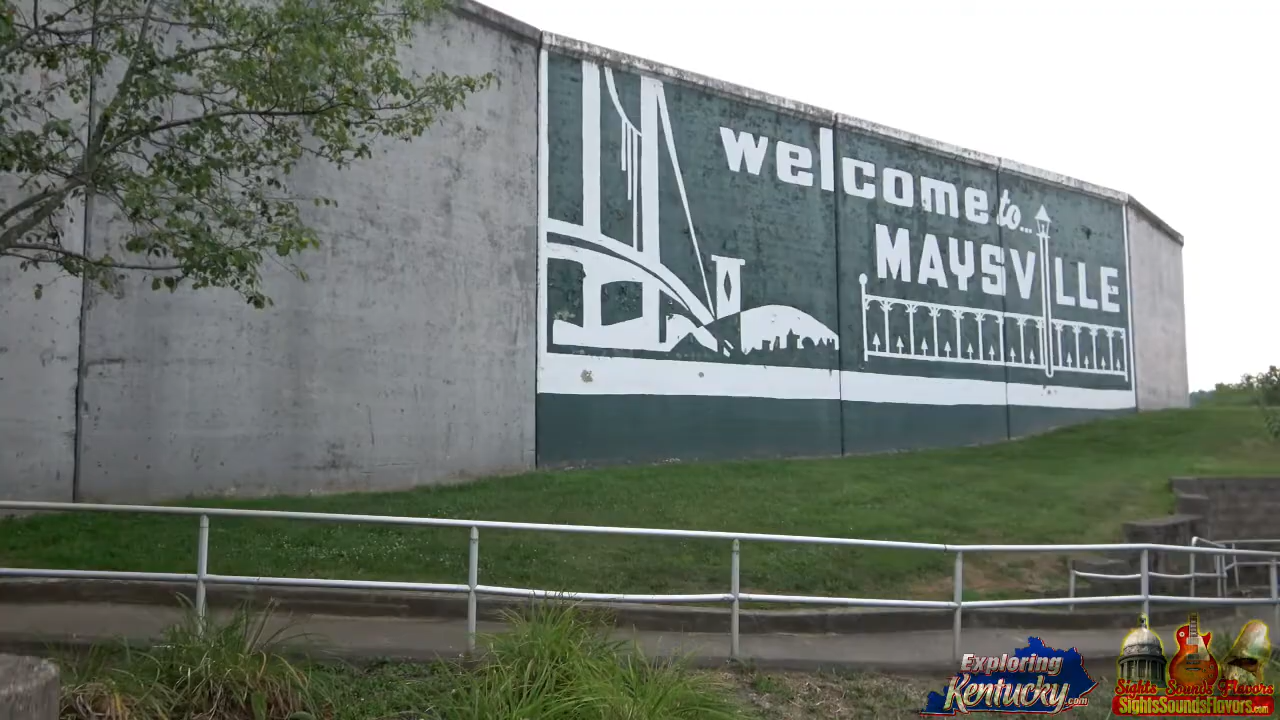 welcome to...
MAYSVILLE
Exploring
Kentucky.com
Sights Sounds Flavors
SightsSoundsFlavors.com